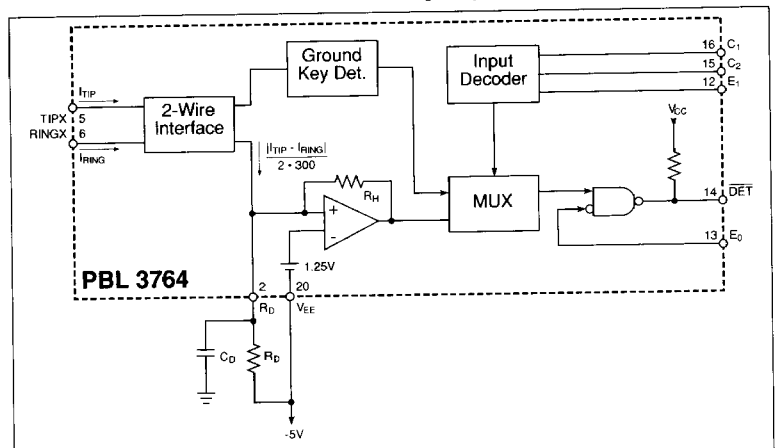 Ground
Key Det.
Input
Decoder
16 C1
15 C2
12 E1
ITIP
TIPX 5
RINGX 6
IRING
2-Wire
Interface
|ITIP - IRING|
2 • 300
VCC
RH
+
-
MUX
14 DET
13 E0
1.25V
PBL 3764
2
RD
20
VEE
CD
RD
-5V